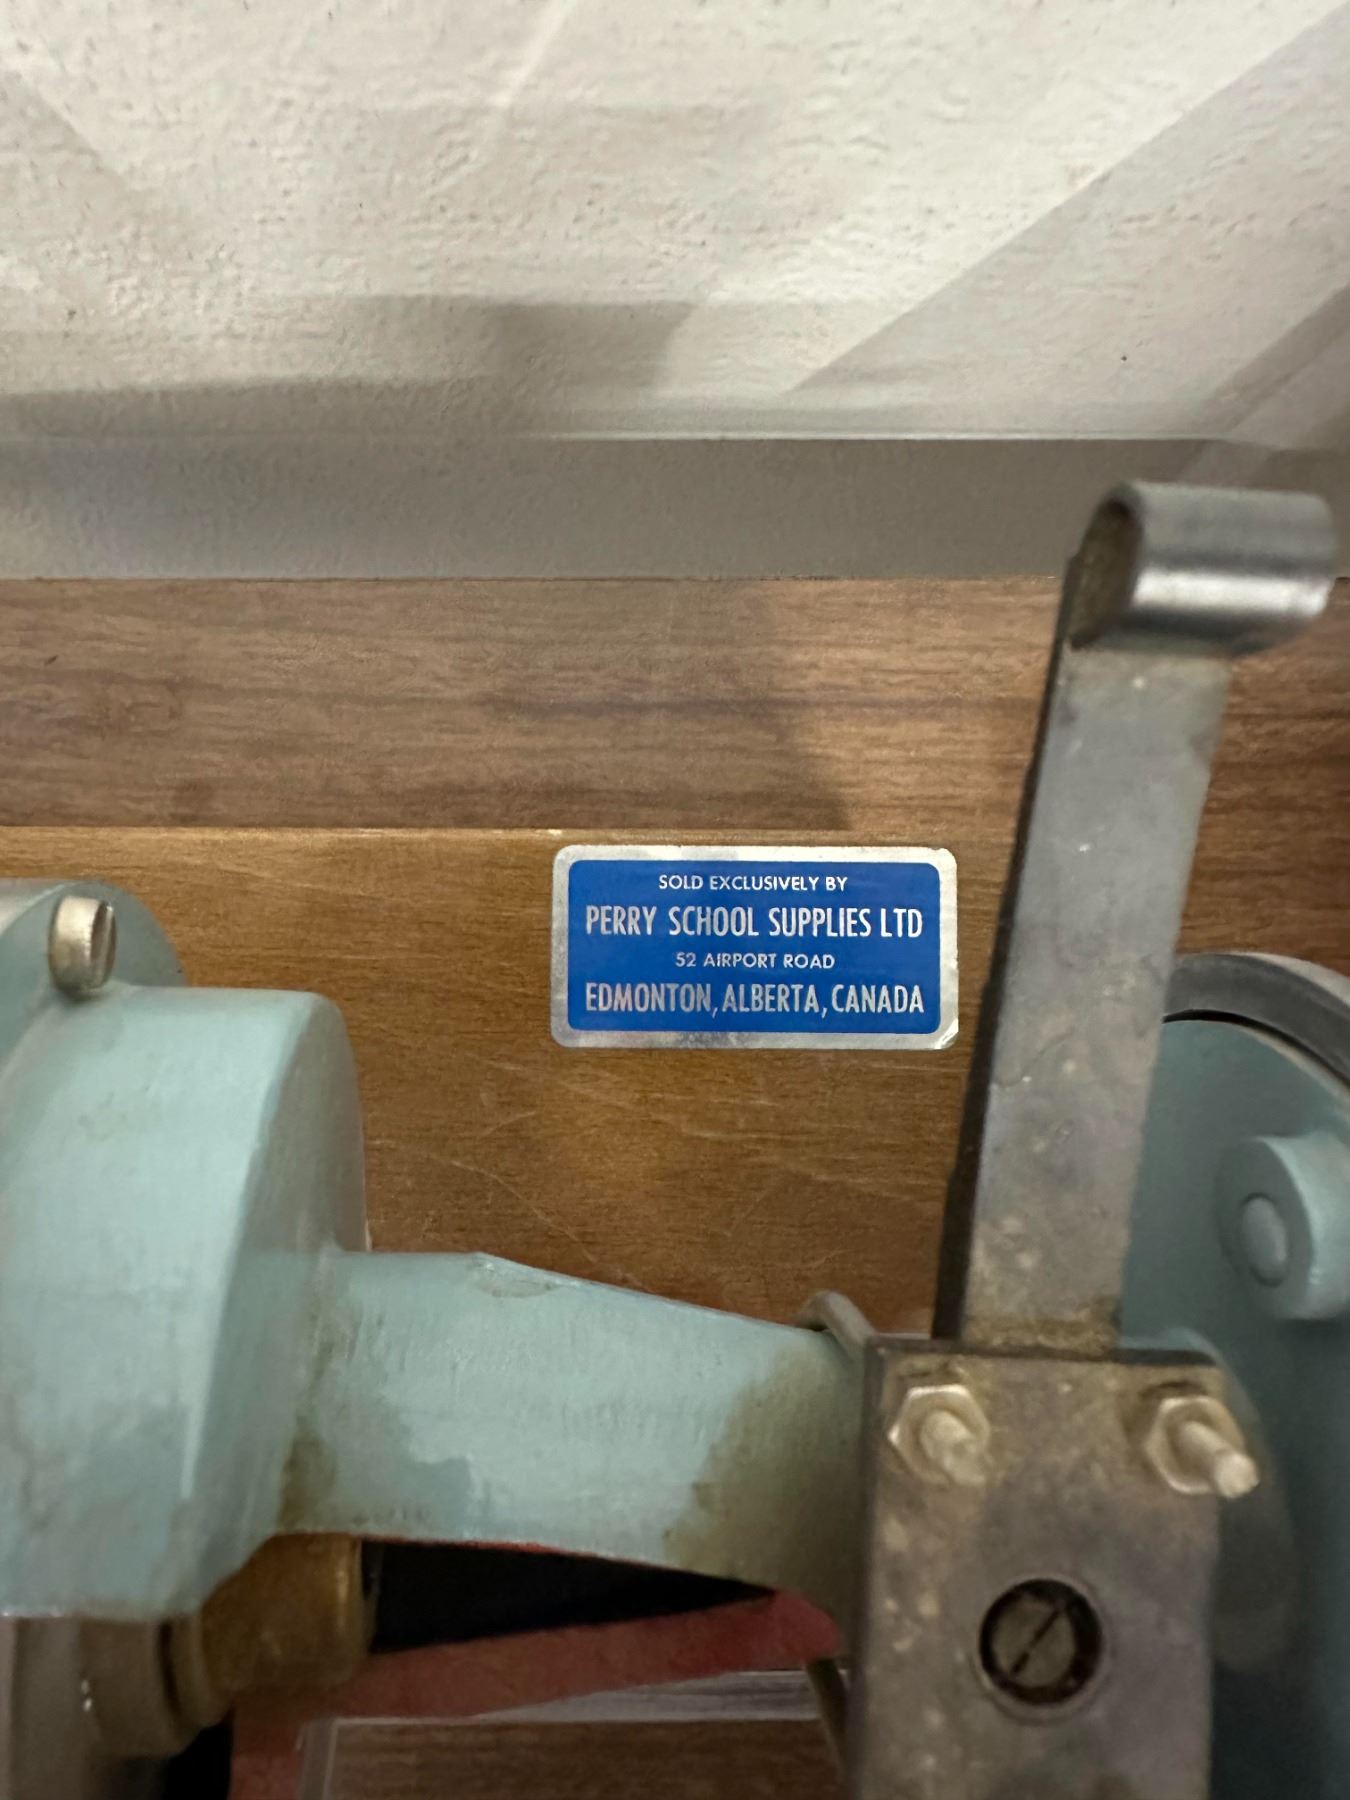 SOLD EXCLUSIVELY BY
PERRY SCHOOL SUPPLIES LTD
52 AIRPORT ROAD
EDMONTON, ALBERTA, CANADA